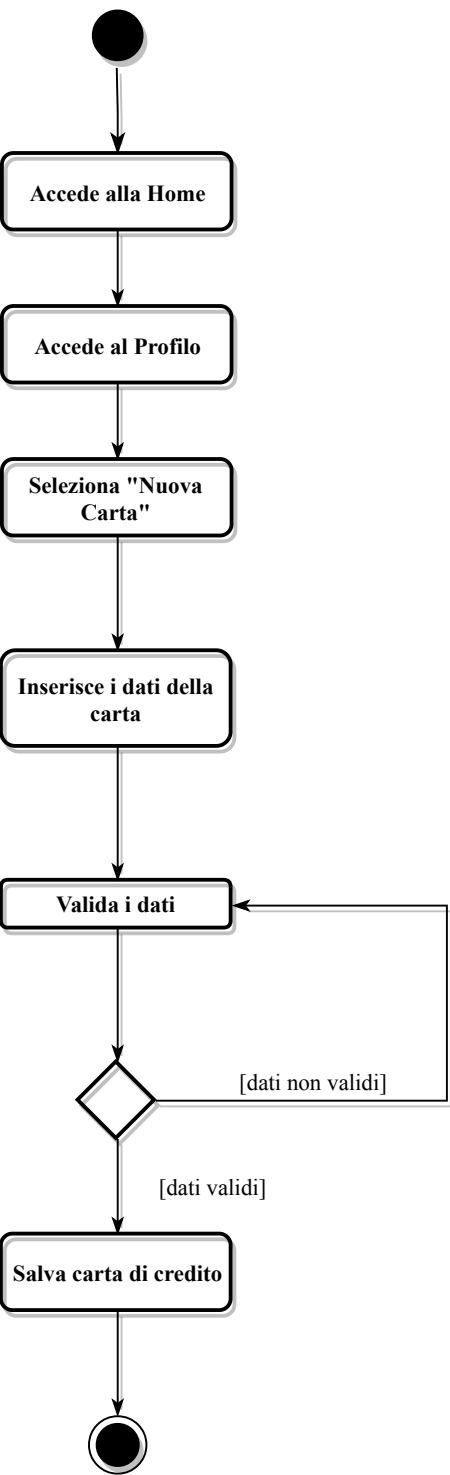 Accede alla Home
Accede al Profilo
Seleziona "Nuova
Carta"
Inserisce i dati della
carta
Valida i dati
[dati non validi]
[dati validi]
Salva carta di credito